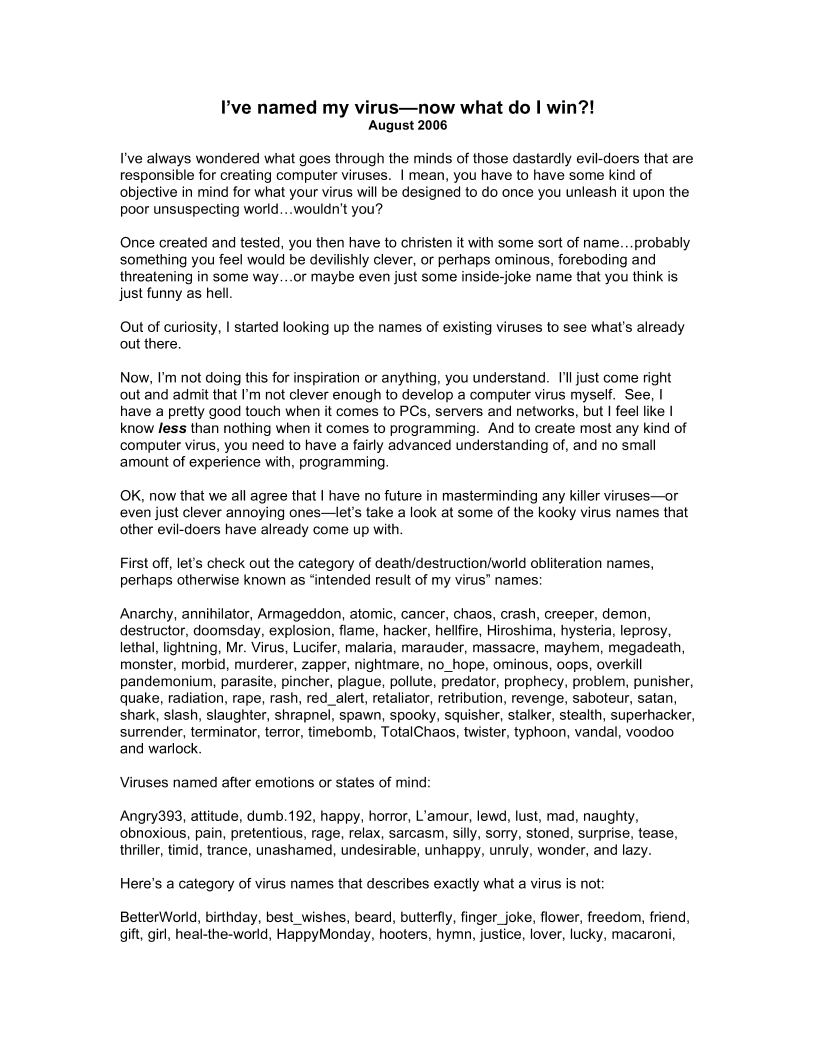 I’ve named my virus—now what do I win?!
August 2006
I’ve always wondered what goes through the minds of those dastardly evil-doers that are
responsible for creating computer viruses.  I mean, you have to have some kind of
objective in mind for what your virus will be designed to do once you unleash it upon the
poor unsuspecting world…wouldn’t you?
Once created and tested, you then have to christen it with some sort of name…probably
something you feel would be devilishly clever, or perhaps ominous, foreboding and
threatening in some way…or maybe even just some inside-joke name that you think is
just funny as hell.
Out of curiosity, I started looking up the names of existing viruses to see what’s already
out there.
Now, I’m not doing this for inspiration or anything, you understand.  I’ll just come right
out and admit that I’m not clever enough to develop a computer virus myself.  See, I
have a pretty good touch when it comes to PCs, servers and networks, but I feel like I
know less than nothing when it comes to programming.  And to create most any kind of
computer virus, you need to have a fairly advanced understanding of, and no small
amount of experience with, programming.
OK, now that we all agree that I have no future in masterminding any killer viruses—or
even just clever annoying ones—let’s take a look at some of the kooky virus names that
other evil-doers have already come up with.
First off, let’s check out the category of death/destruction/world obliteration names,
perhaps otherwise known as “intended result of my virus” names:
Anarchy, annihilator, Armageddon, atomic, cancer, chaos, crash, creeper, demon,
destructor, doomsday, explosion, flame, hacker, hellfire, Hiroshima, hysteria, leprosy,
lethal, lightning, Mr. Virus, Lucifer, malaria, marauder, massacre, mayhem, megadeath,
monster, morbid, murderer, zapper, nightmare, no_hope, ominous, oops, overkill
pandemonium, parasite, pincher, plague, pollute, predator, prophecy, problem, punisher,
quake, radiation, rape, rash, red_alert, retaliator, retribution, revenge, saboteur, satan,
shark, slash, slaughter, shrapnel, spawn, spooky, squisher, stalker, stealth, superhacker,
surrender, terminator, terror, timebomb, TotalChaos, twister, typhoon, vandal, voodoo
and warlock.
Viruses named after emotions or states of mind:
Angry393, attitude, dumb.192, happy, horror, L’amour, lewd, lust, mad, naughty,
obnoxious, pain, pretentious, rage, relax, sarcasm, silly, sorry, stoned, surprise, tease,
thriller, timid, trance, unashamed, undesirable, unhappy, unruly, wonder, and lazy.
Here’s a category of virus names that describes exactly what a virus is not:
BetterWorld, birthday, best_wishes, beard, butterfly, finger_joke, flower, freedom, friend,
gift, girl, heal-the-world, HappyMonday, hooters, hymn, justice, lover, lucky, macaroni,